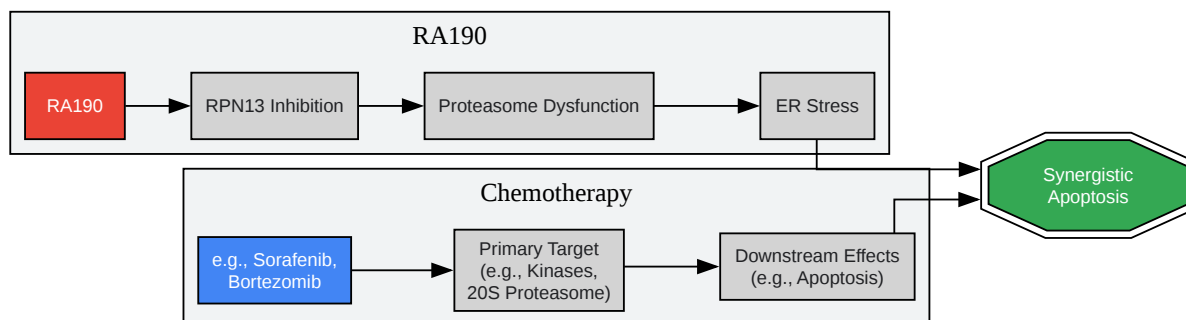 RA190
RA190
RPN13 Inhibition
Proteasome Dysfunction
ER Stress
Synergistic
Apoptosis
Chemotherapy
e.g., Sorafenib,
Bortezomib
Primary Target
(e.g., Kinases,
20S Proteasome)
Downstream Effects
(e.g., Apoptosis)